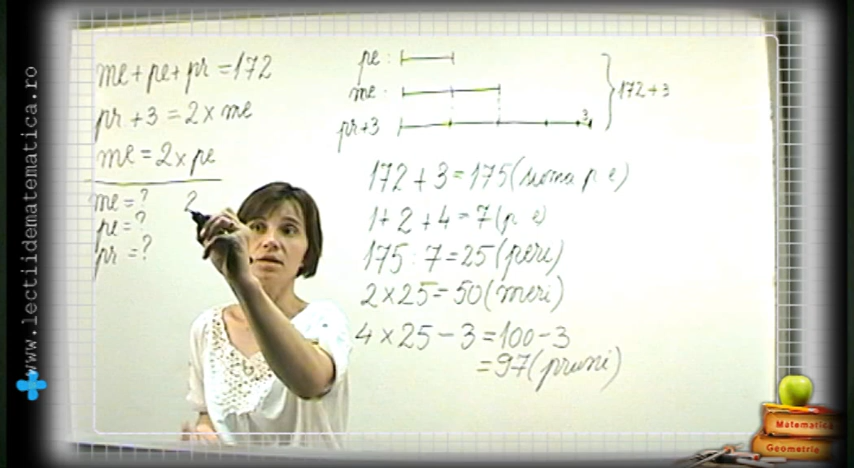 www.lectiidematematica.ro
me + pe + pr = 172
pr + 3 = 2 x me
me = 2 x pe
me = ?
pe = ?
pr = ?
2
pe :
me :
pr+3
3
172+3
172 + 3 = 175 (suma p e)
1 + 2 + 4 = 7 (p e)
175 : 7 = 25 (peri)
2 x 25 = 50 (meri)
4 x 25 - 3 = 100 - 3
= 97 (pruni)
Matematica
Geometrie